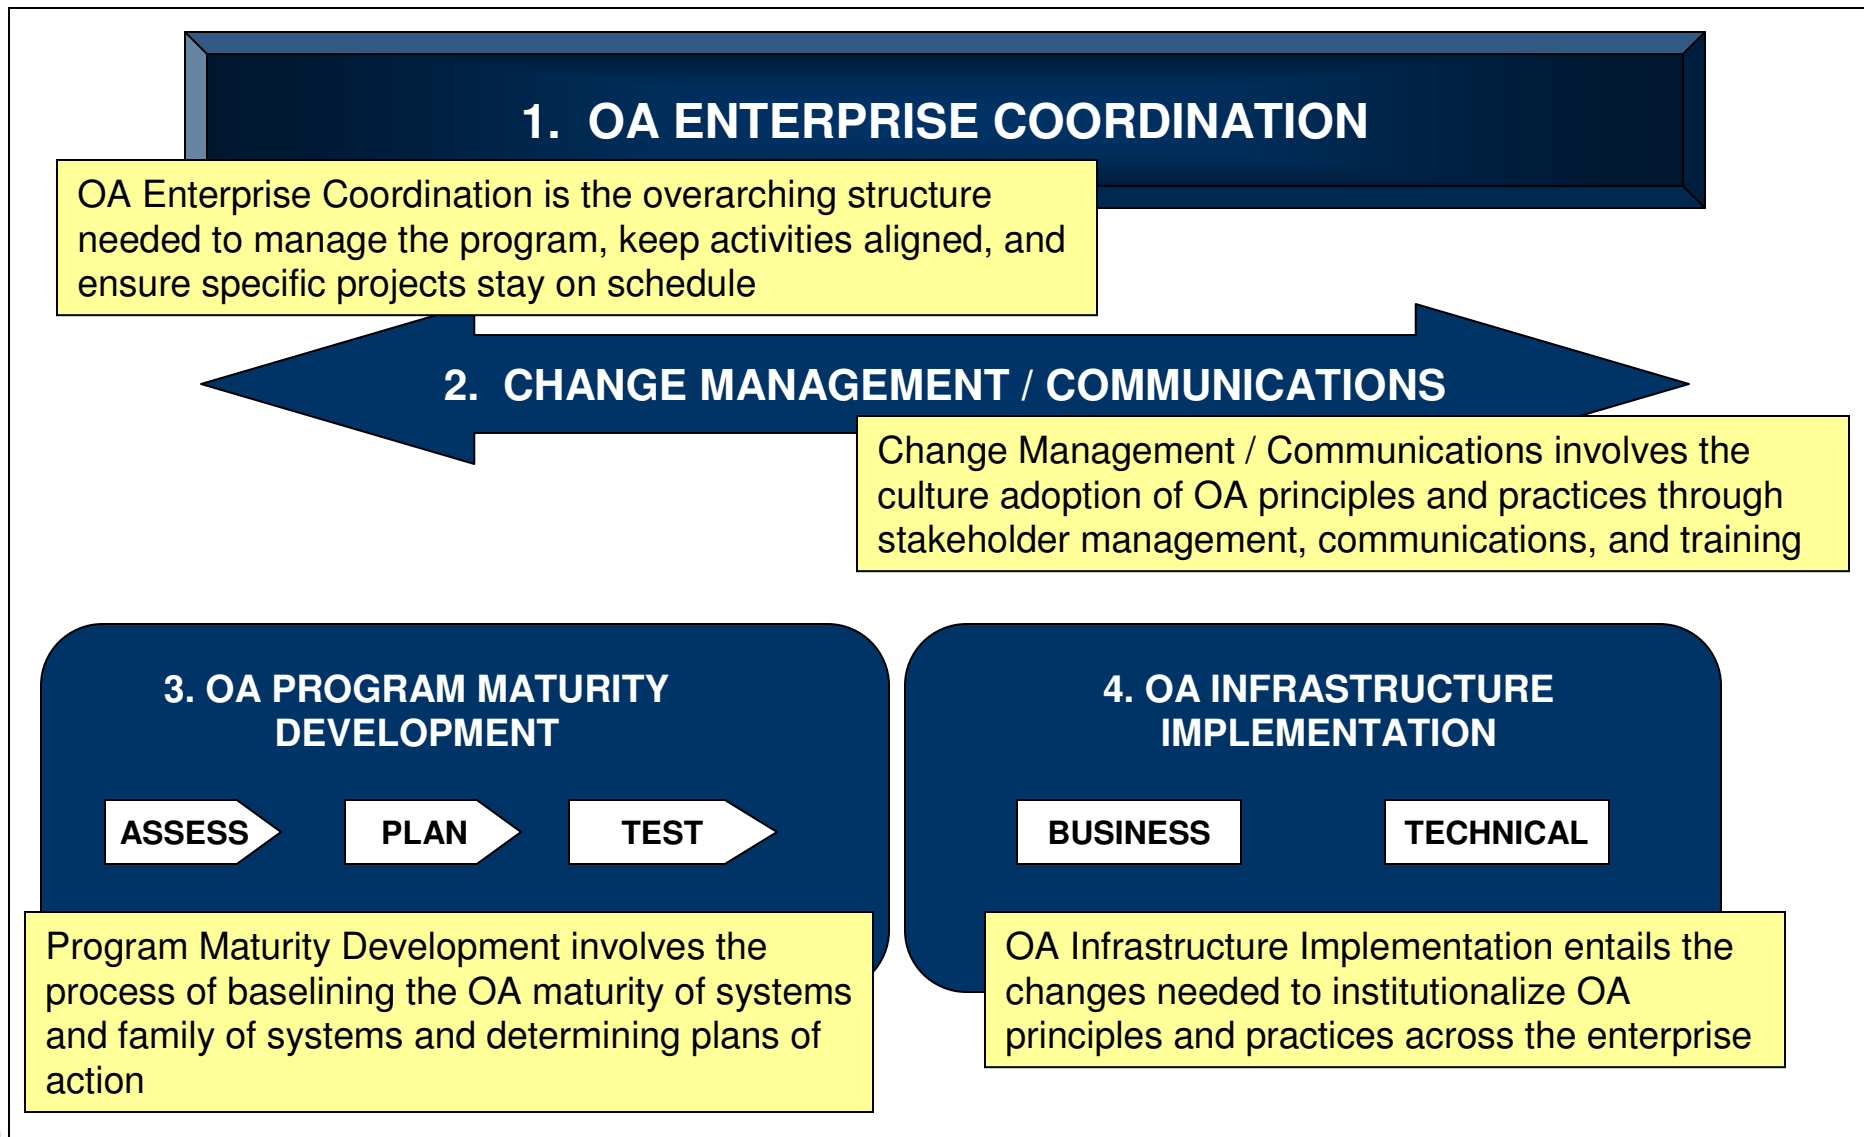 1. OA ENTERPRISE COORDINATION
OA Enterprise Coordination is the overarching structure
needed to manage the program, keep activities aligned, and
ensure specific projects stay on schedule
2. CHANGE MANAGEMENT / COMMUNICATIONS
Change Management / Communications involves the
culture adoption of OA principles and practices through
stakeholder management, communications, and training
3. OA PROGRAM MATURITY
DEVELOPMENT
ASSESS
PLAN
TEST
Program Maturity Development involves the
process of baselining the OA maturity of systems
and family of systems and determining plans of
action
4. OA INFRASTRUCTURE
IMPLEMENTATION
BUSINESS
TECHNICAL
OA Infrastructure Implementation entails the
changes needed to institutionalize OA
principles and practices across the enterprise